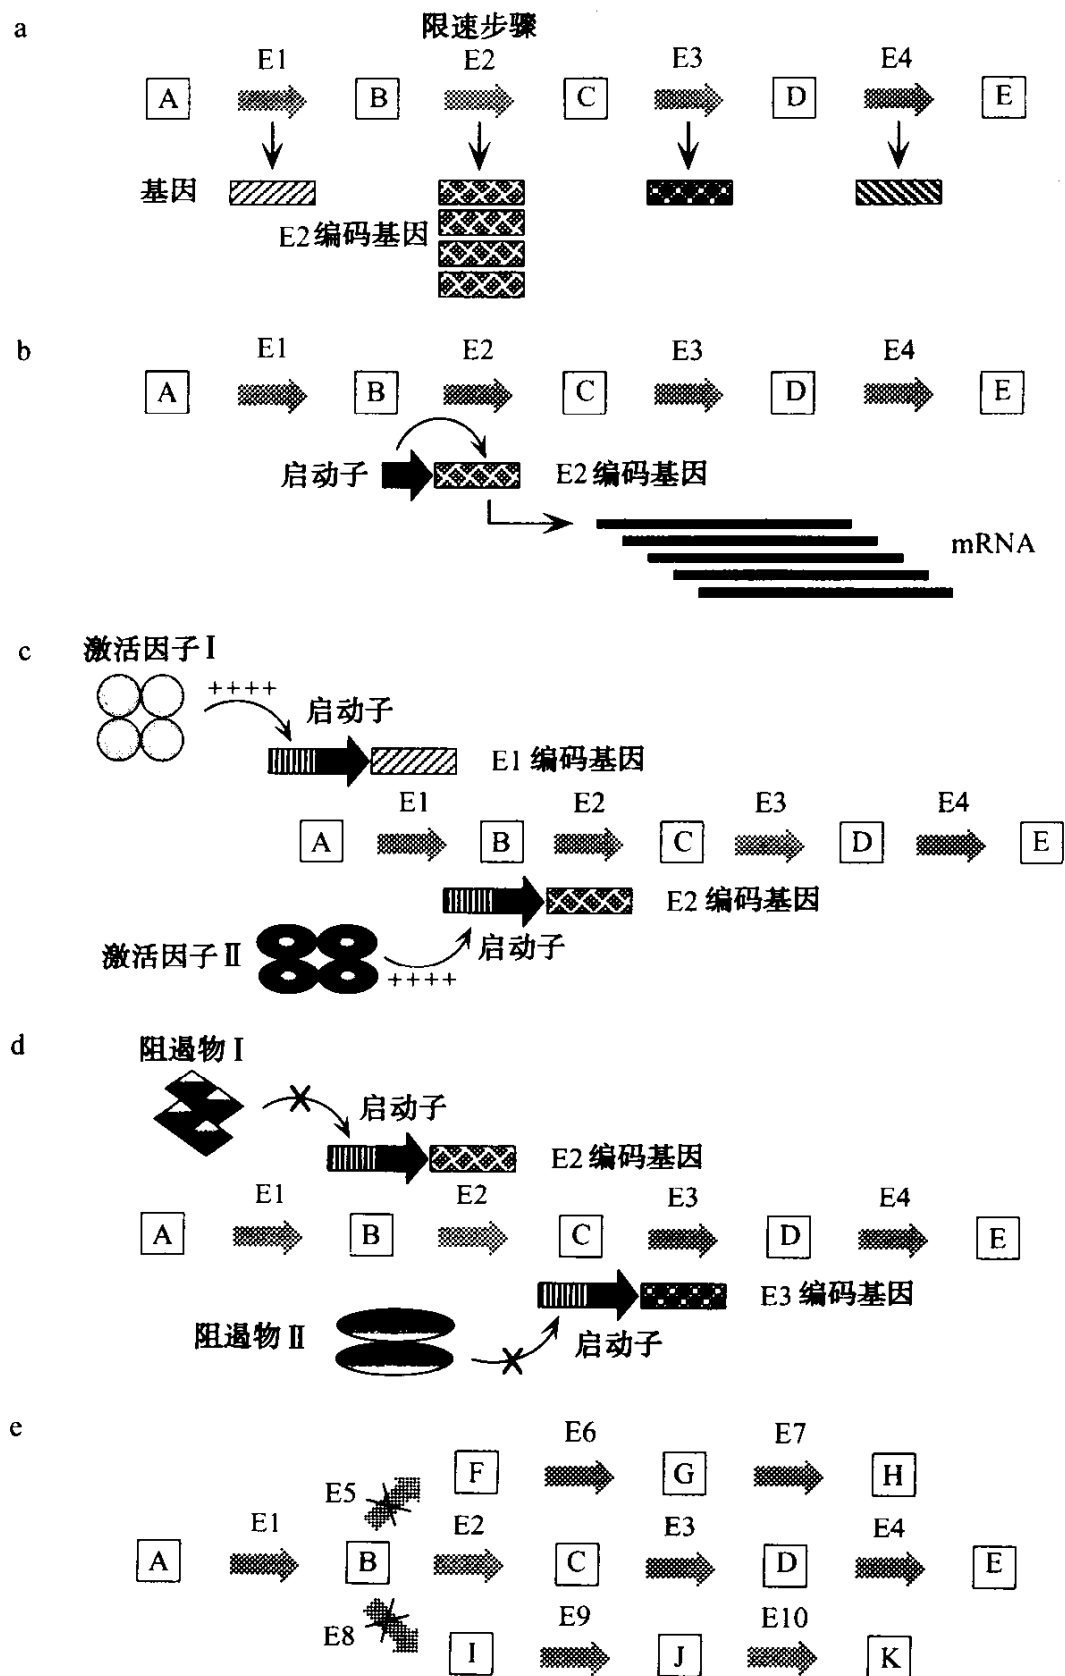 a
限速步骤
E1 E2 E3 E4
A B C D E
基因
E2编码基因
b
E1 E2 E3 E4
A B C D E
启动子 E2编码基因
mRNA
c
激活因子Ⅰ
++++
启动子
E1编码基因
E1 E2 E3 E4
A B C D E
E2编码基因
激活因子Ⅱ 启动子
++++
d
阻遏物Ⅰ
启动子
E2编码基因
E1 E2 E3 E4
A B C D E
E3编码基因
阻遏物Ⅱ 启动子
e
E6 E7
F G H
E5
E1 E2 E3 E4
A B C D E
E8 E9 E10
I J K